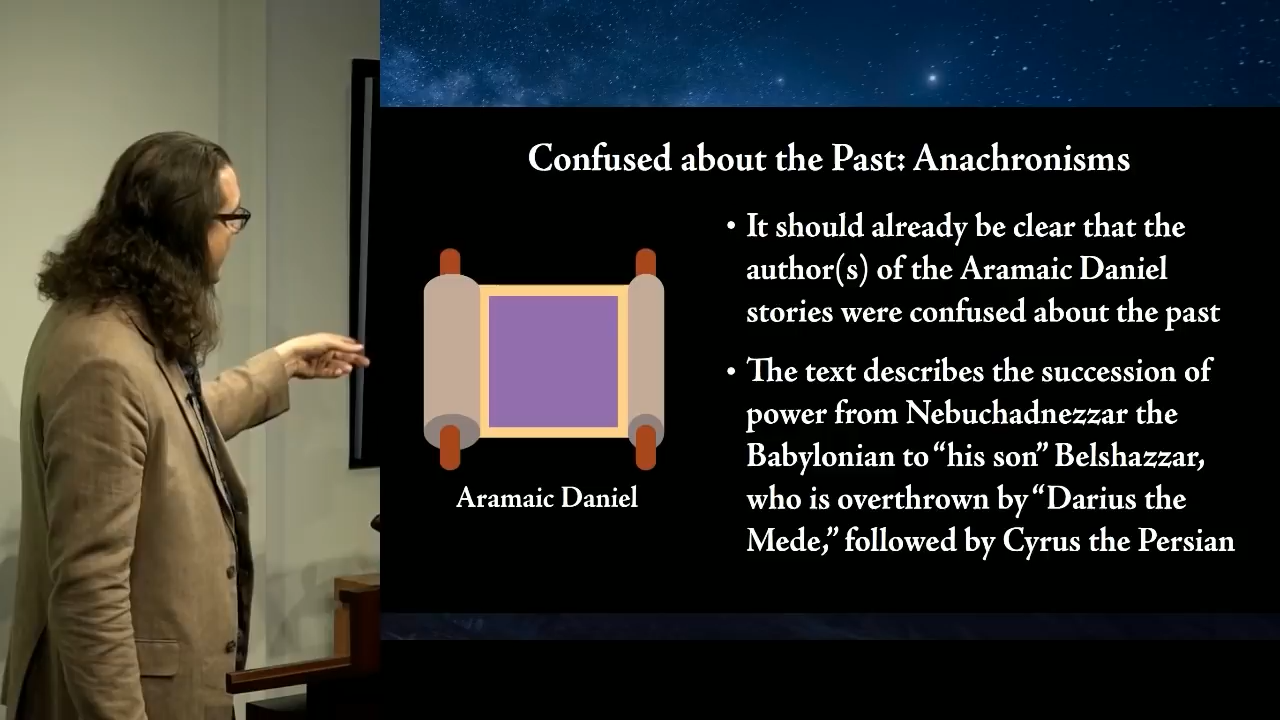 Confused about the Past: Anachronisms
• It should already be clear that the
author(s) of the Aramaic Daniel
stories were confused about the past
• The text describes the succession of
power from Nebuchadnezzar the
Babylonian to “his son” Belshazzar,
who is overthrown by “Darius the
Mede,” followed by Cyrus the Persian
Aramaic Daniel